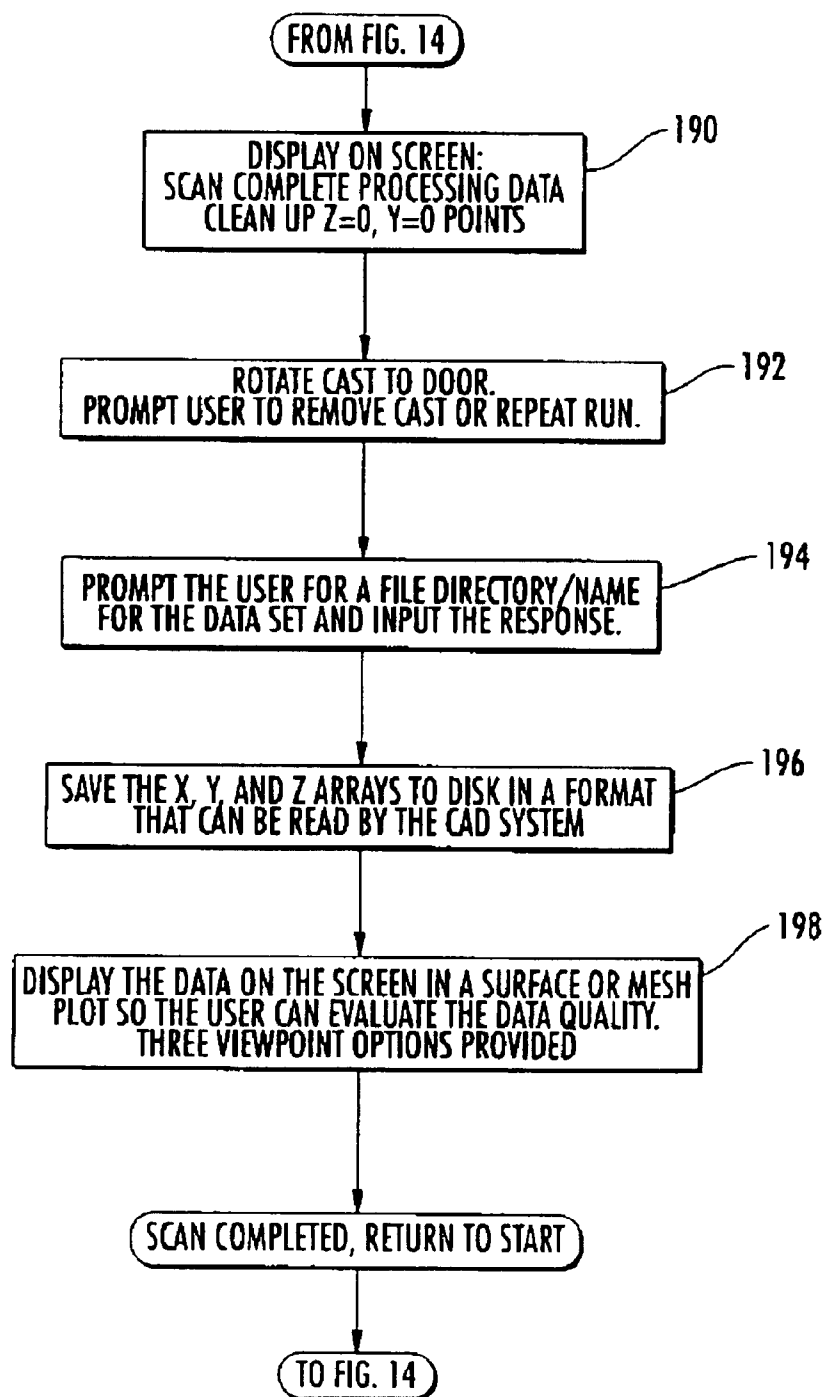 FROM FIG. 14
DISPLAY ON SCREEN:
SCAN COMPLETE PROCESSING DATA
CLEAN UP Z=0, Y=0 POINTS
190
ROTATE CAST TO DOOR.
PROMPT USER TO REMOVE CAST OR REPEAT RUN.
192
PROMPT THE USER FOR A FILE DIRECTORY/NAME
FOR THE DATA SET AND INPUT THE RESPONSE.
194
SAVE THE X, Y, AND Z ARRAYS TO DISK IN A FORMAT
THAT CAN BE READ BY THE CAD SYSTEM
196
DISPLAY THE DATA ON THE SCREEN IN A SURFACE OR MESH
PLOT SO THE USER CAN EVALUATE THE DATA QUALITY.
THREE VIEWPOINT OPTIONS PROVIDED
198
SCAN COMPLETED, RETURN TO START
TO FIG. 14